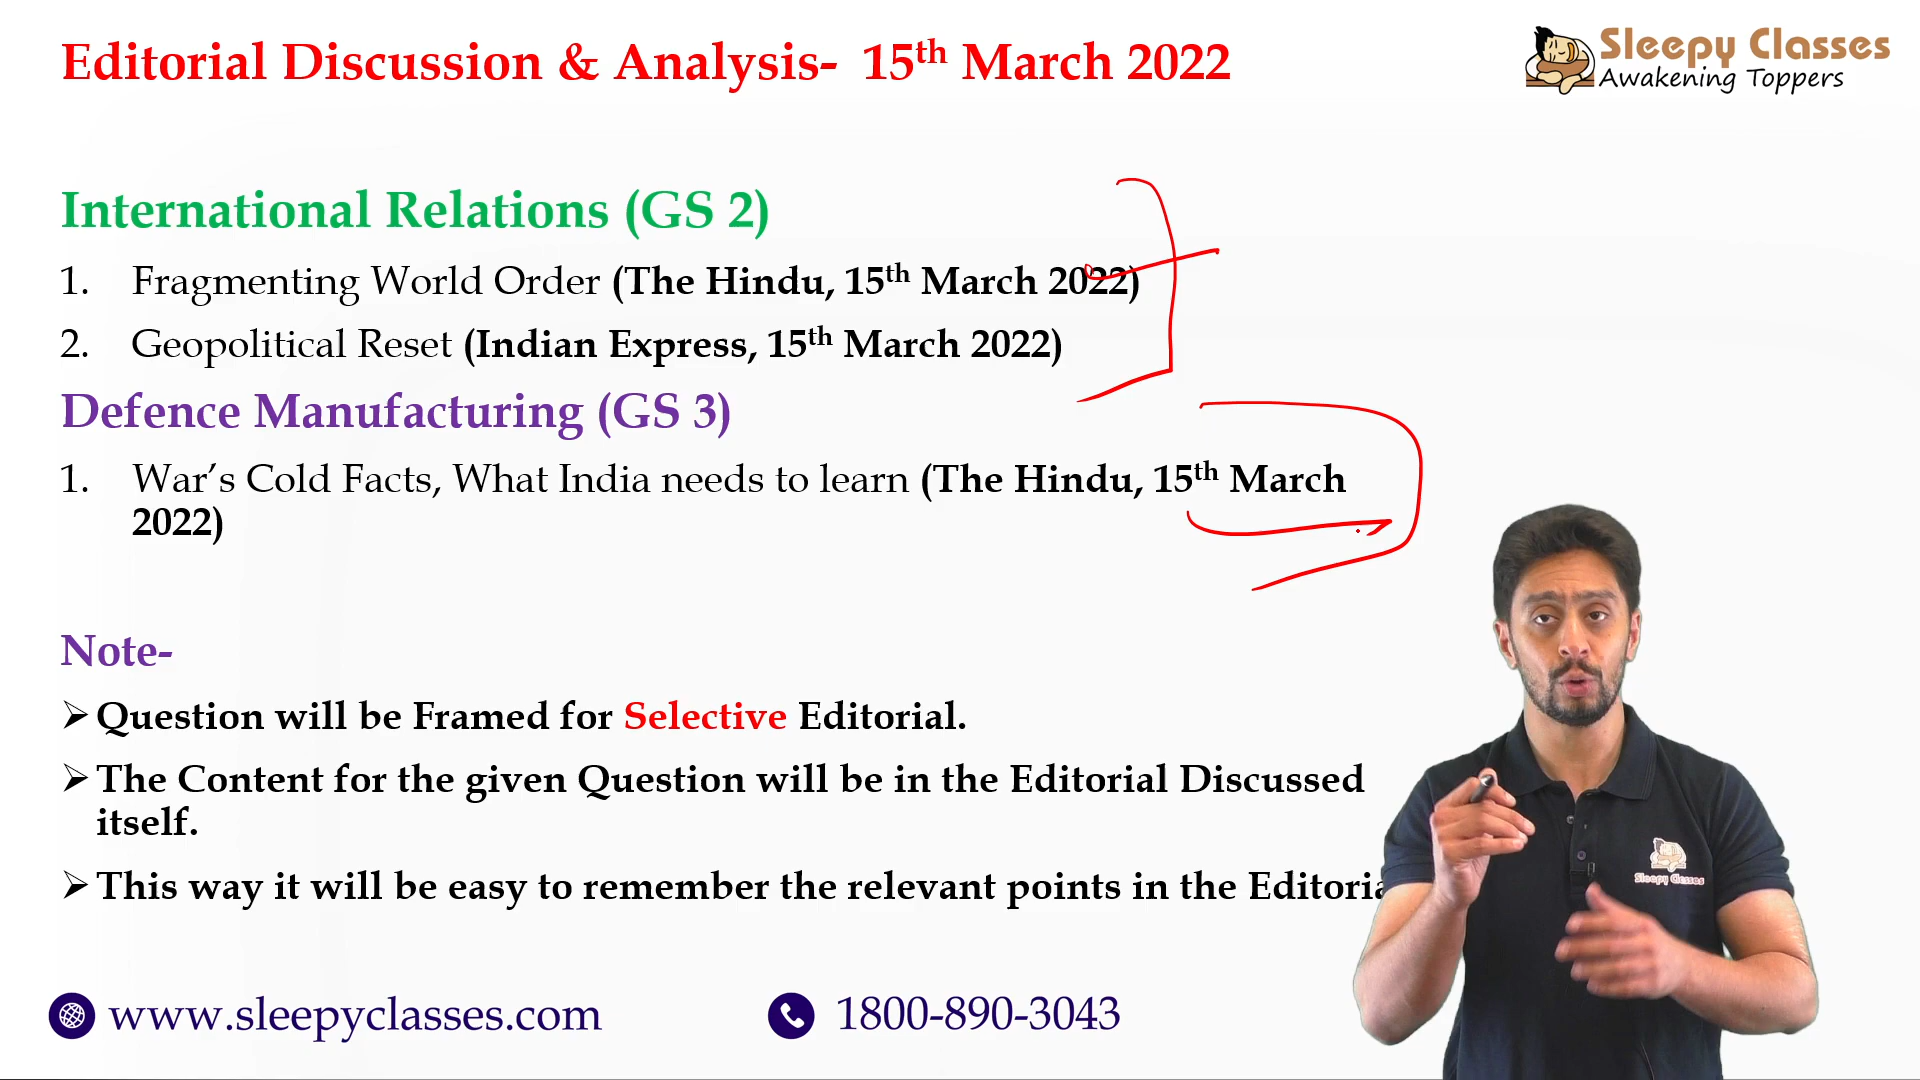 Editorial Discussion & Analysis- 15th March 2022
Sleepy Classes
Awakening Toppers
International Relations (GS 2)
1. Fragmenting World Order (The Hindu, 15th March 2022)
2. Geopolitical Reset (Indian Express, 15th March 2022)
Defence Manufacturing (GS 3)
1. War’s Cold Facts, What India needs to learn (The Hindu, 15th March
2022)
Note-
➢ Question will be Framed for Selective Editorial.
➢ The Content for the given Question will be in the Editorial Discussed
itself.
➢ This way it will be easy to remember the relevant points in the Editoria
Sleepy Classes
www.sleepyclasses.com
1800-890-3043